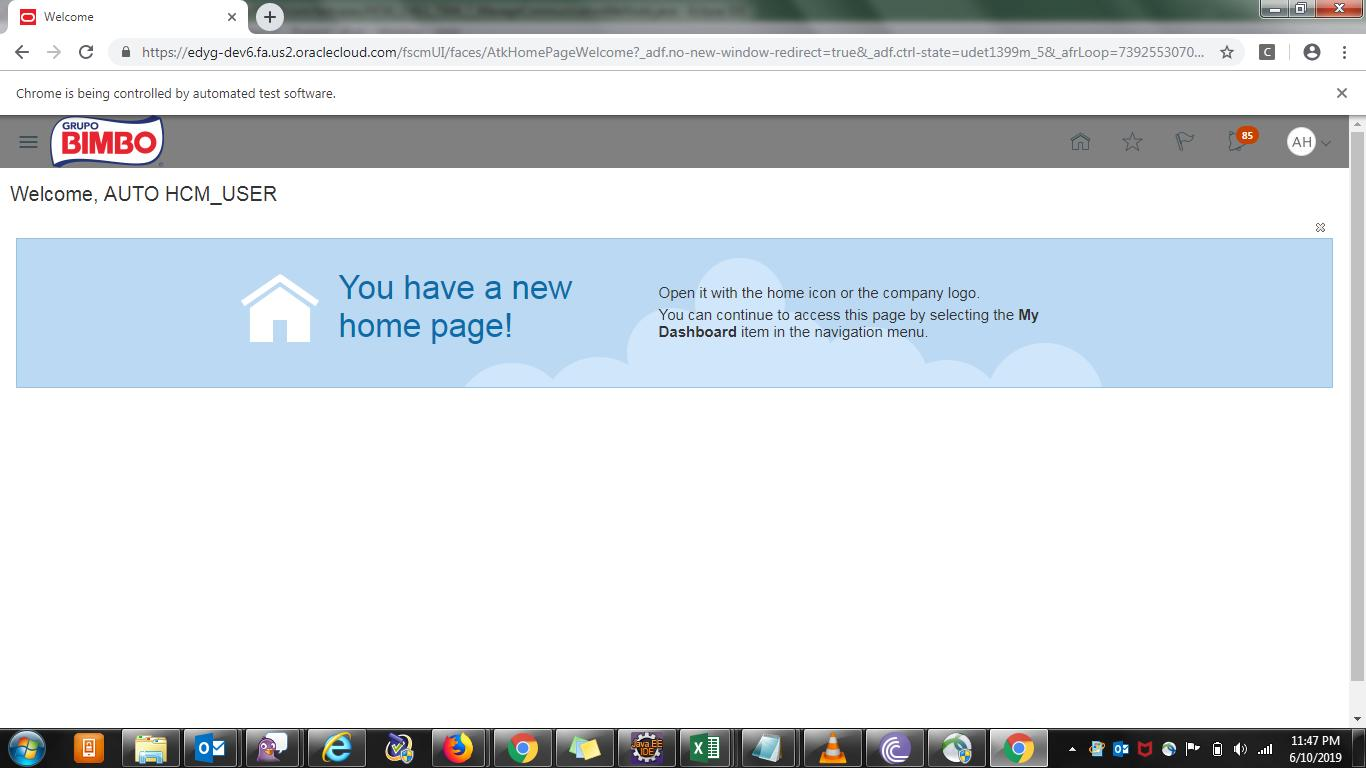 Welcome
https://edyg-dev6.fa.us2.oraclecloud.com/fscmUI/faces/AtkHomePageWelcome?_adf.no-new-window-redirect=true&_adf.ctrl-state=udet1399m_5&_afrLoop=7392553070...
C
Chrome is being controlled by automated test software.
GRUPO
BIMBO
85
AH
Welcome, AUTO HCM_USER
You have a new
home page!
Open it with the home icon or the company logo.
You can continue to access this page by selecting the My
Dashboard item in the navigation menu.
Java EE
IDE
11:47 PM
6/10/2019